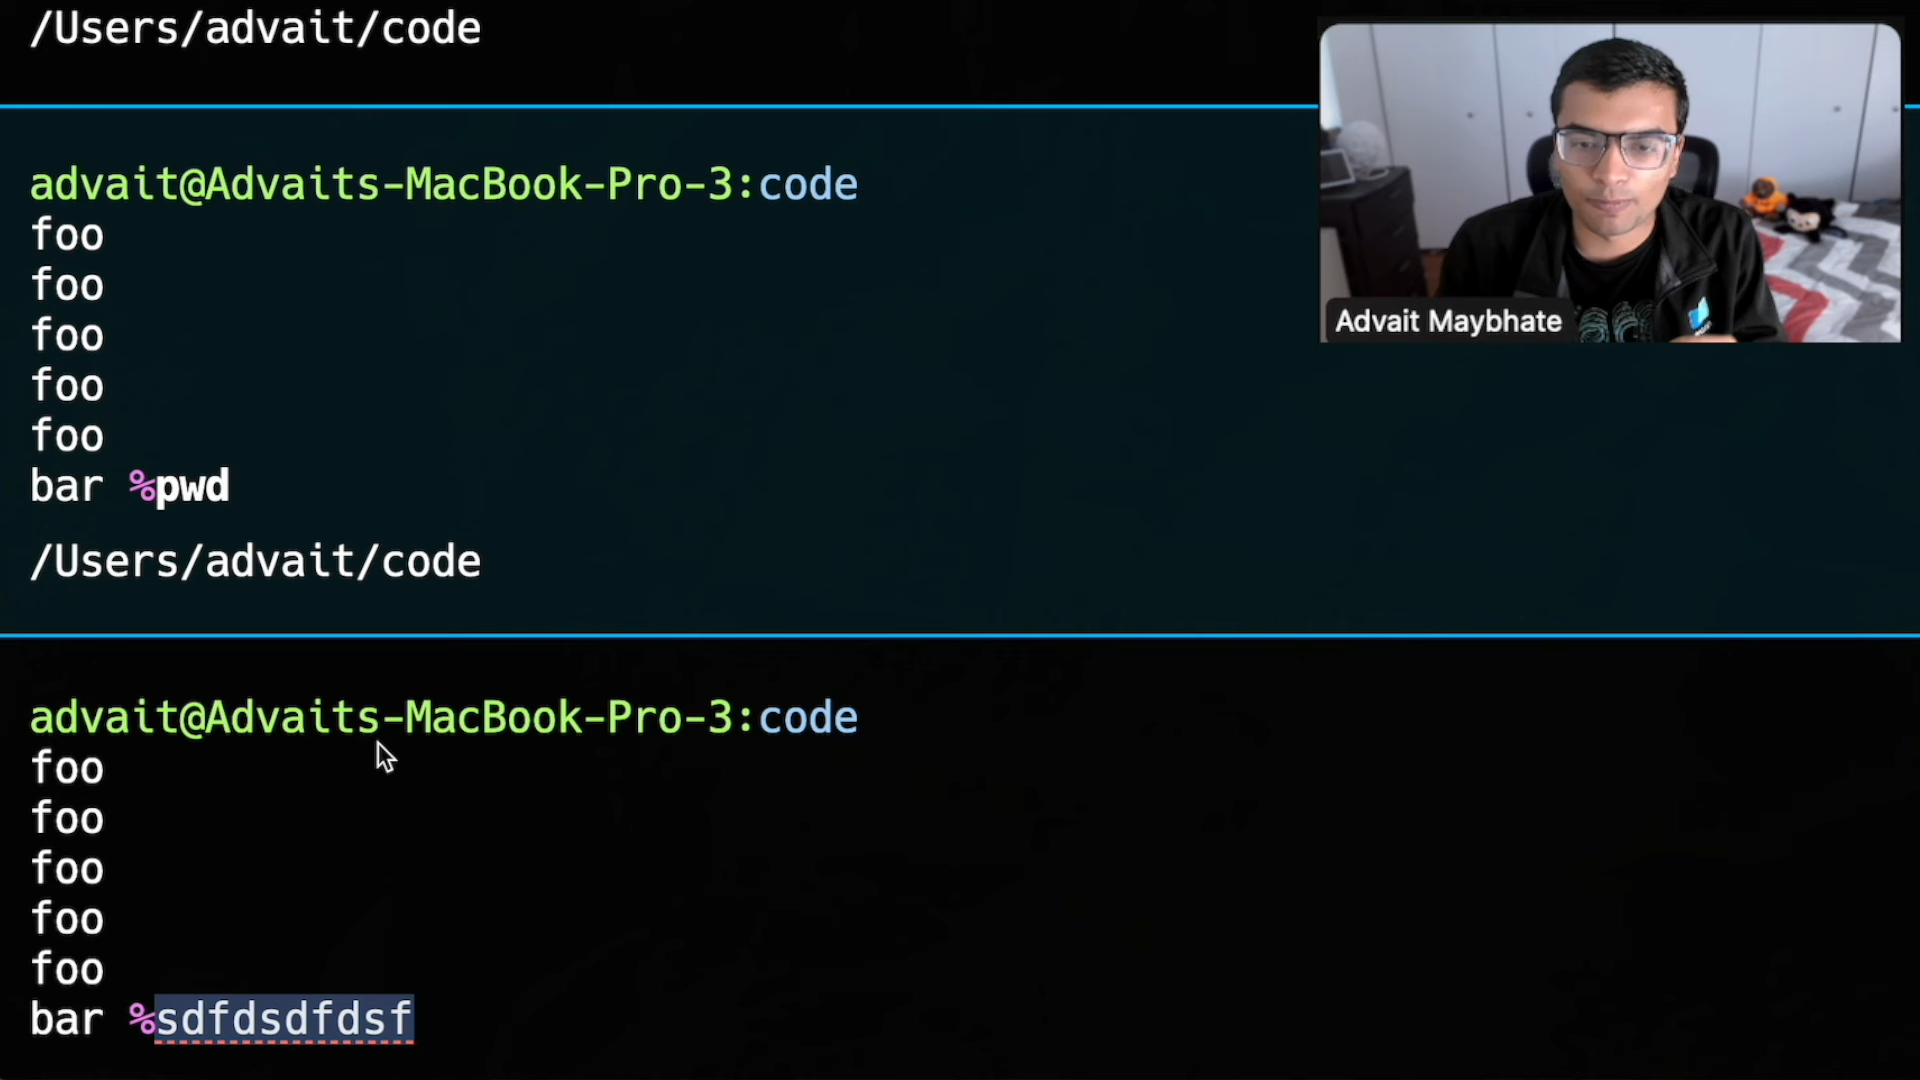 /Users/advait/code
advait@Advaits-MacBook-Pro-3:code
foo
foo
foo
foo
foo
bar %pwd
/Users/advait/code
advait@Advaits-MacBook-Pro-3:code
foo
foo
foo
foo
foo
bar %sdfdsdfdsf
Advait Maybhate